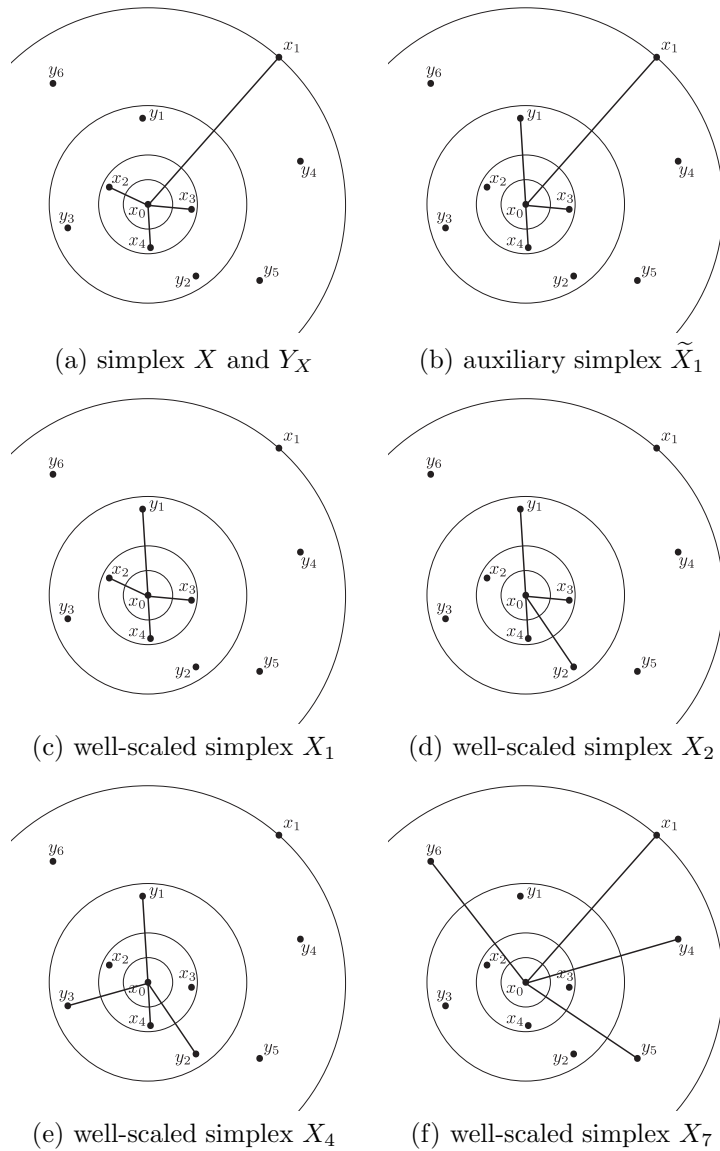 x₁
x₁
y₆
y₆
y₁
y₁
y₄
y₄
x₂
x₃
x₂
x₃
x₀
x₀
y₃
y₃
x₄
x₄
y₂
y₅
y₂
y₅
(a) simplex X and Y_X
(b) auxiliary simplex X̃₁
x₁
x₁
y₆
y₆
y₁
y₁
y₄
y₄
x₂
x₃
x₂
x₃
x₀
x₀
y₃
y₃
x₄
x₄
y₂
y₅
y₂
y₅
(c) well-scaled simplex X₁
(d) well-scaled simplex X₂
x₁
x₁
y₆
y₆
y₁
y₁
y₄
y₄
x₂
x₃
x₂
x₃
x₀
x₀
y₃
y₃
x₄
x₄
y₂
y₅
y₂
y₅
(e) well-scaled simplex X₄
(f) well-scaled simplex X₇